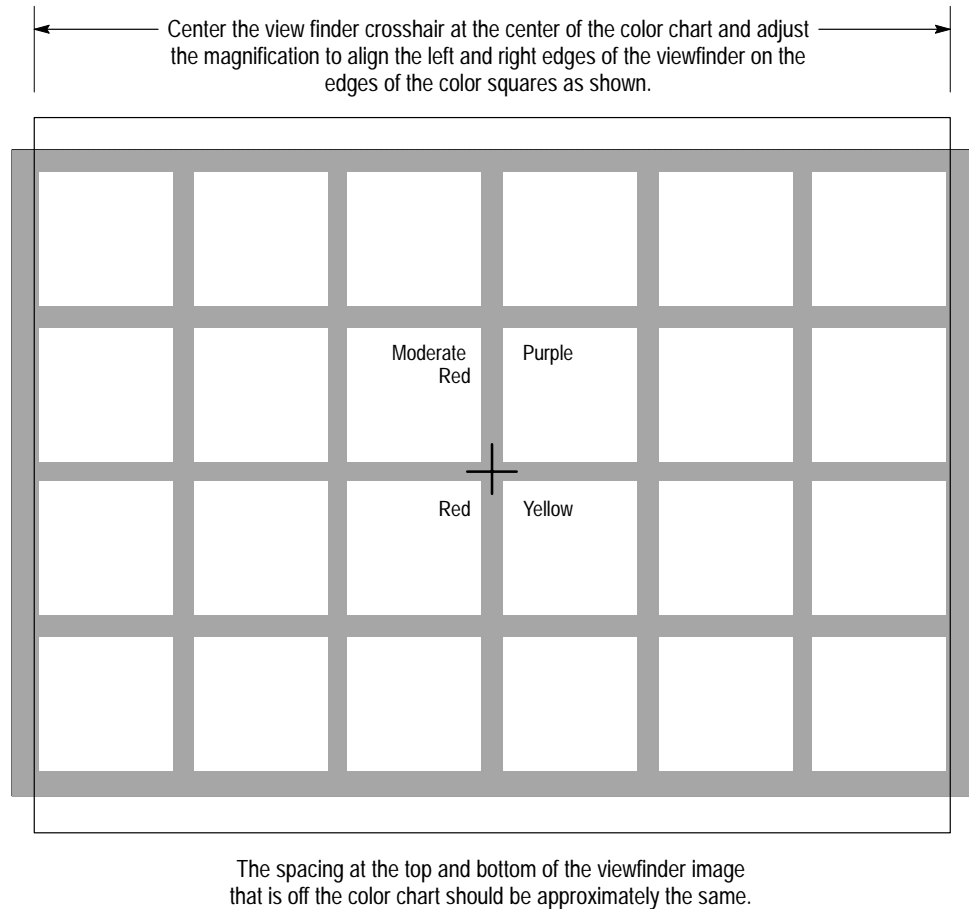 Center the view finder crosshair at the center of the color chart and adjust
the magnification to align the left and right edges of the viewfinder on the
edges of the color squares as shown.
Moderate
Red
Purple
Red
Yellow
The spacing at the top and bottom of the viewfinder image
that is off the color chart should be approximately the same.